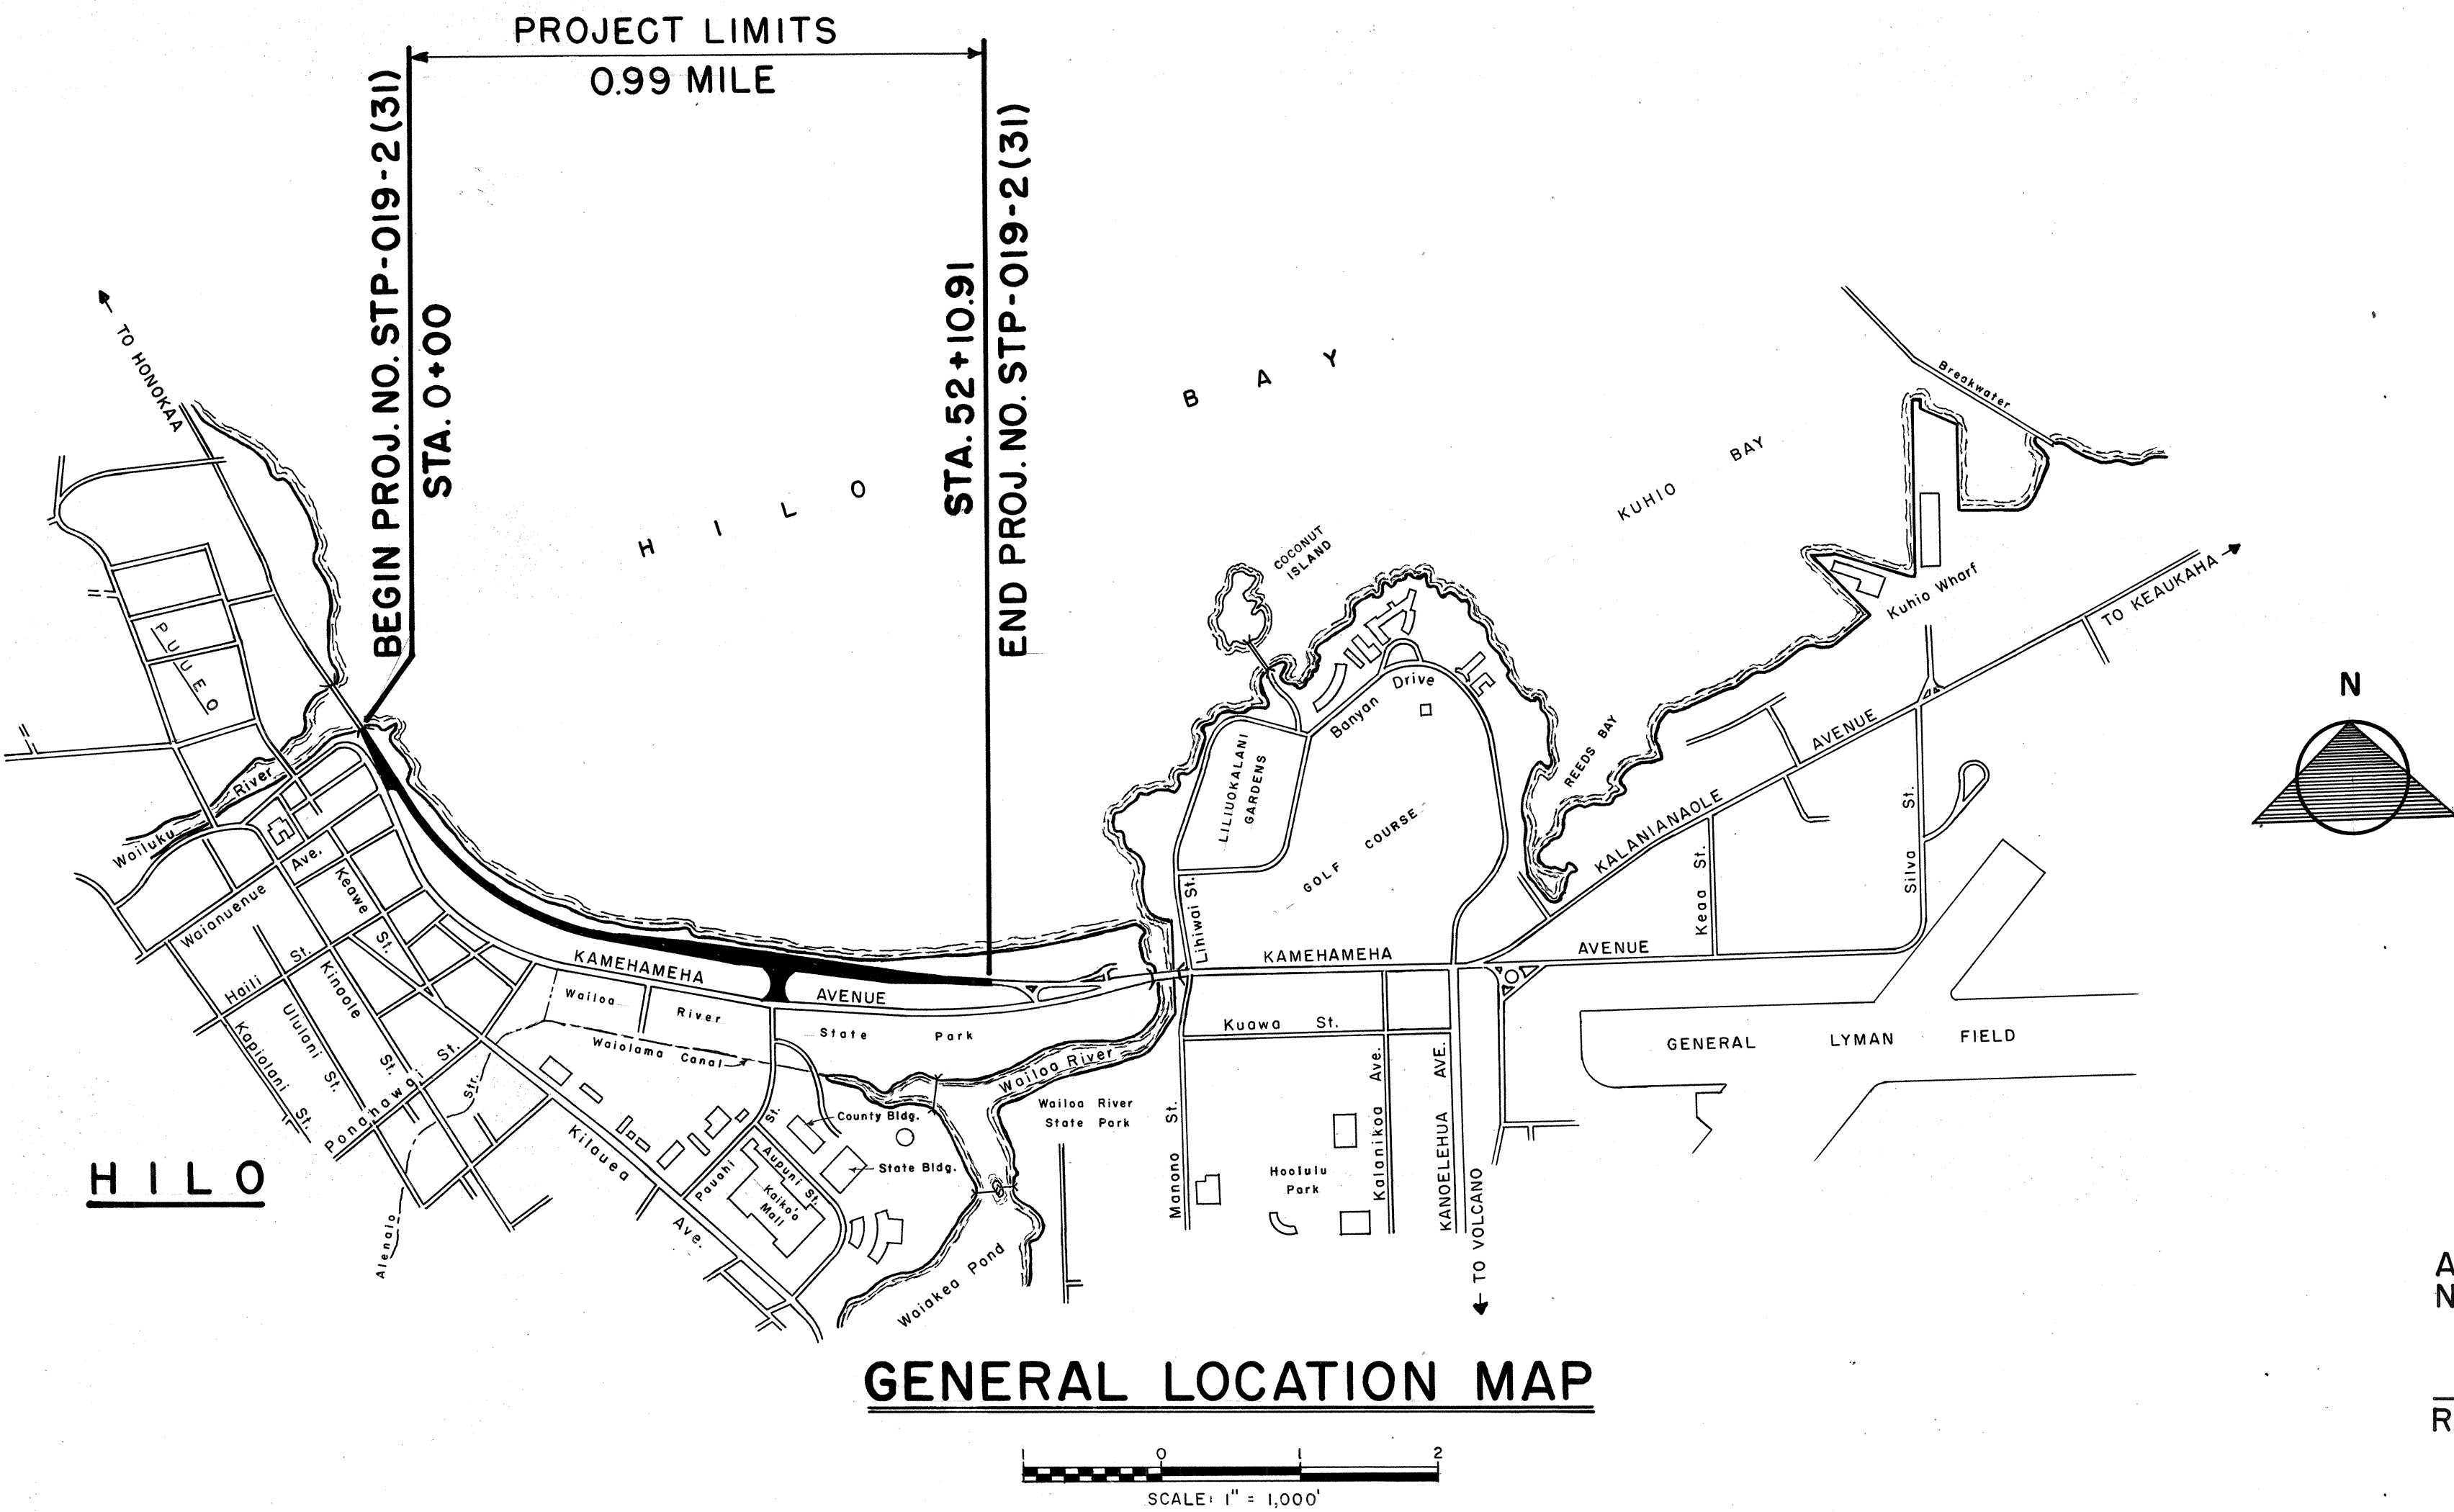 PROJECT LIMITS
0.99 MILE
BEGIN PROJ. NO. STP-019-2(31)
STA. 0+00
STA. 52+10.91
END PROJ. NO. STP-019-2(31)
TO HONOKAA
HILO
BAY
KUHIO BAY
Breakwater
COCONUT
ISLAND
Kuhio Wharf
TO KEAUKAHA
PUUEO
Wailuku River
Banyan Drive
LILIUOKALANI
GARDENS
GOLF COURSE
REEDS BAY
KALANIANAOLE AVENUE
N
Waianuenue Ave.
Keawe St.
Haili St.
Kinoole St.
Ululani St.
Kapiolani St.
Ponahawai St.
KAMEHAMEHA AVENUE
Lihiwai St.
KAMEHAMEHA AVENUE
Keaa St.
Silva St.
Wailoa River State Park
Waiolama Canal
Wailoa River
Kuawa St.
GENERAL LYMAN FIELD
Alenaio Str.
Kilauea Ave.
Pauahi St.
Aupuni St.
County Bldg.
State Bldg.
Kaiko'o
Mall
Wailoa River
State Park
Manono St.
Hoolulu
Park
Kalanikoa Ave.
KANOELEHUA AVE.
TO VOLCANO
Waiakea Pond
HILO
GENERAL LOCATION MAP
1 0 1 2
SCALE: 1" = 1,000'
A
N
R